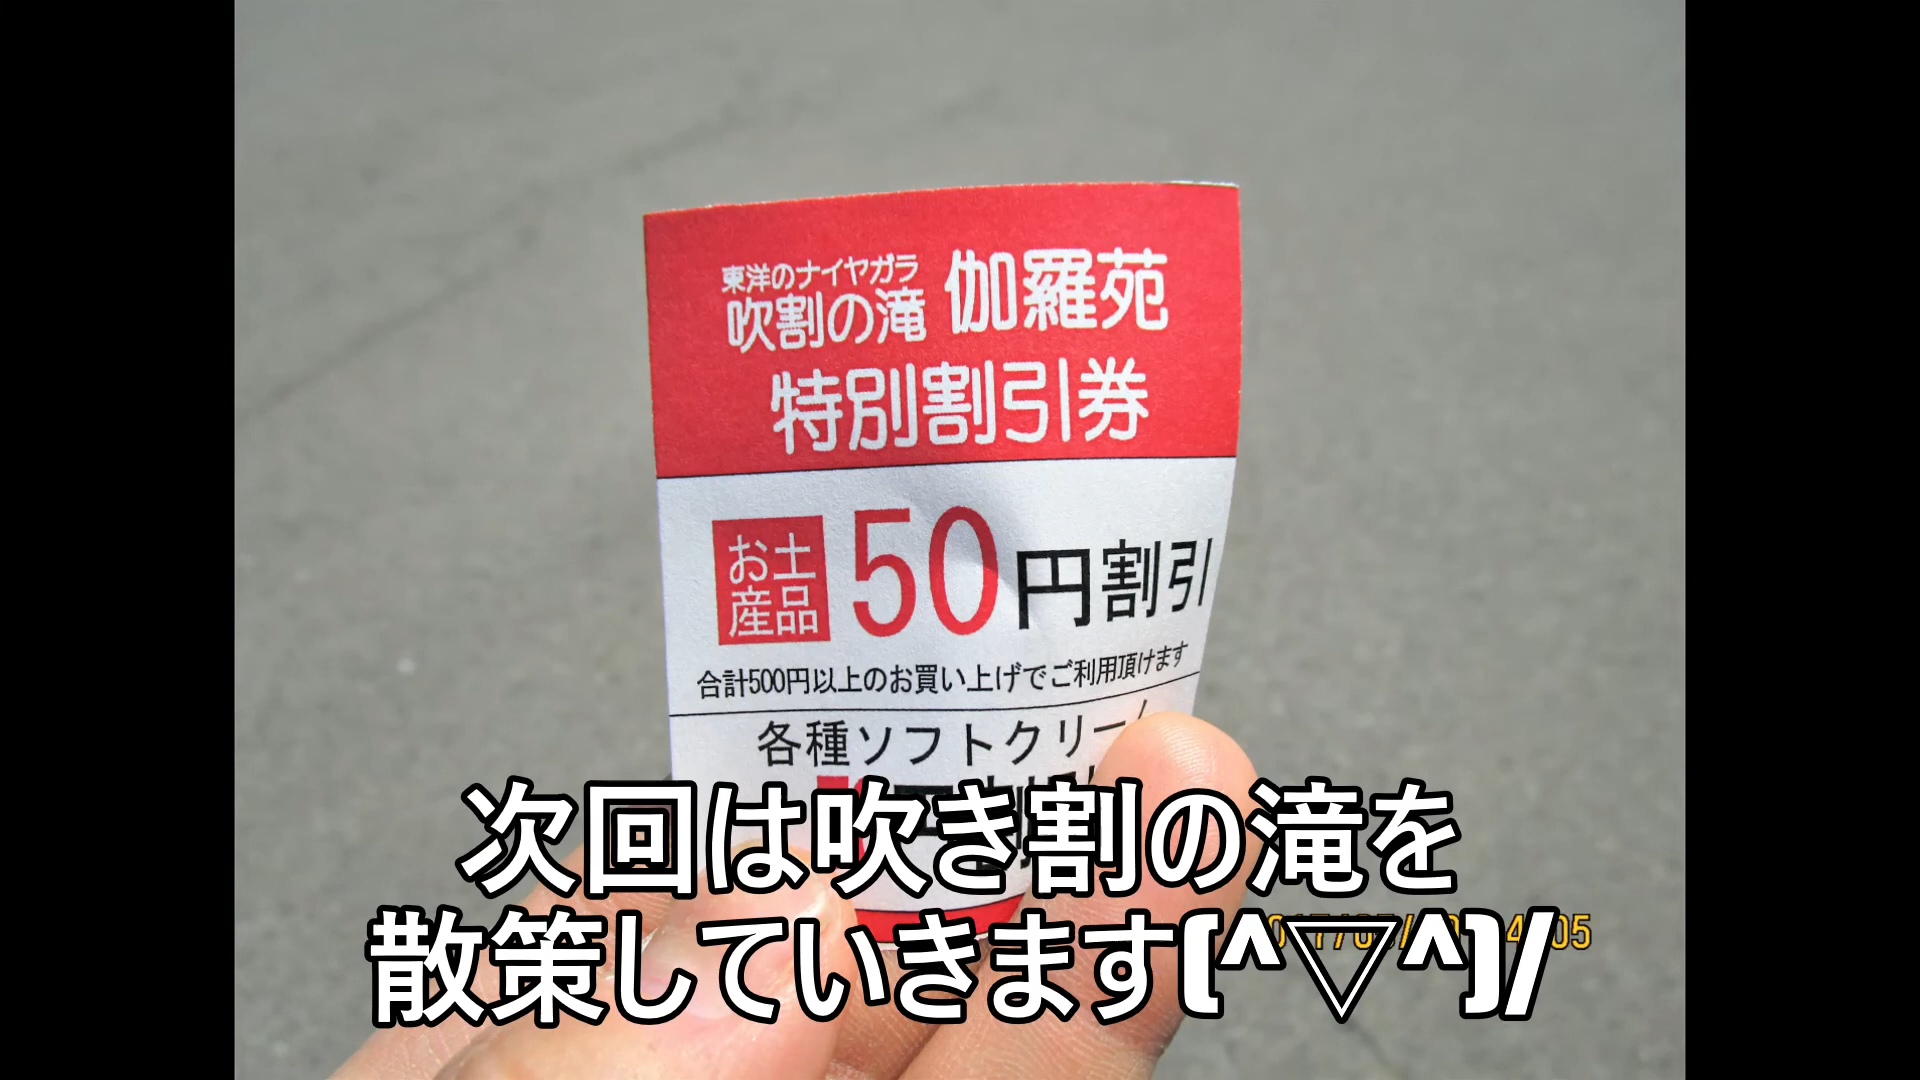 東洋のナイヤガラ
吹割の滝 伽羅苑
特別割引券
お土産品 50円割引
合計500円以上のお買い上げでご利用頂けます
各種ソフトクリー
次回は吹き割の滝を
散策していきます(^▽^)/